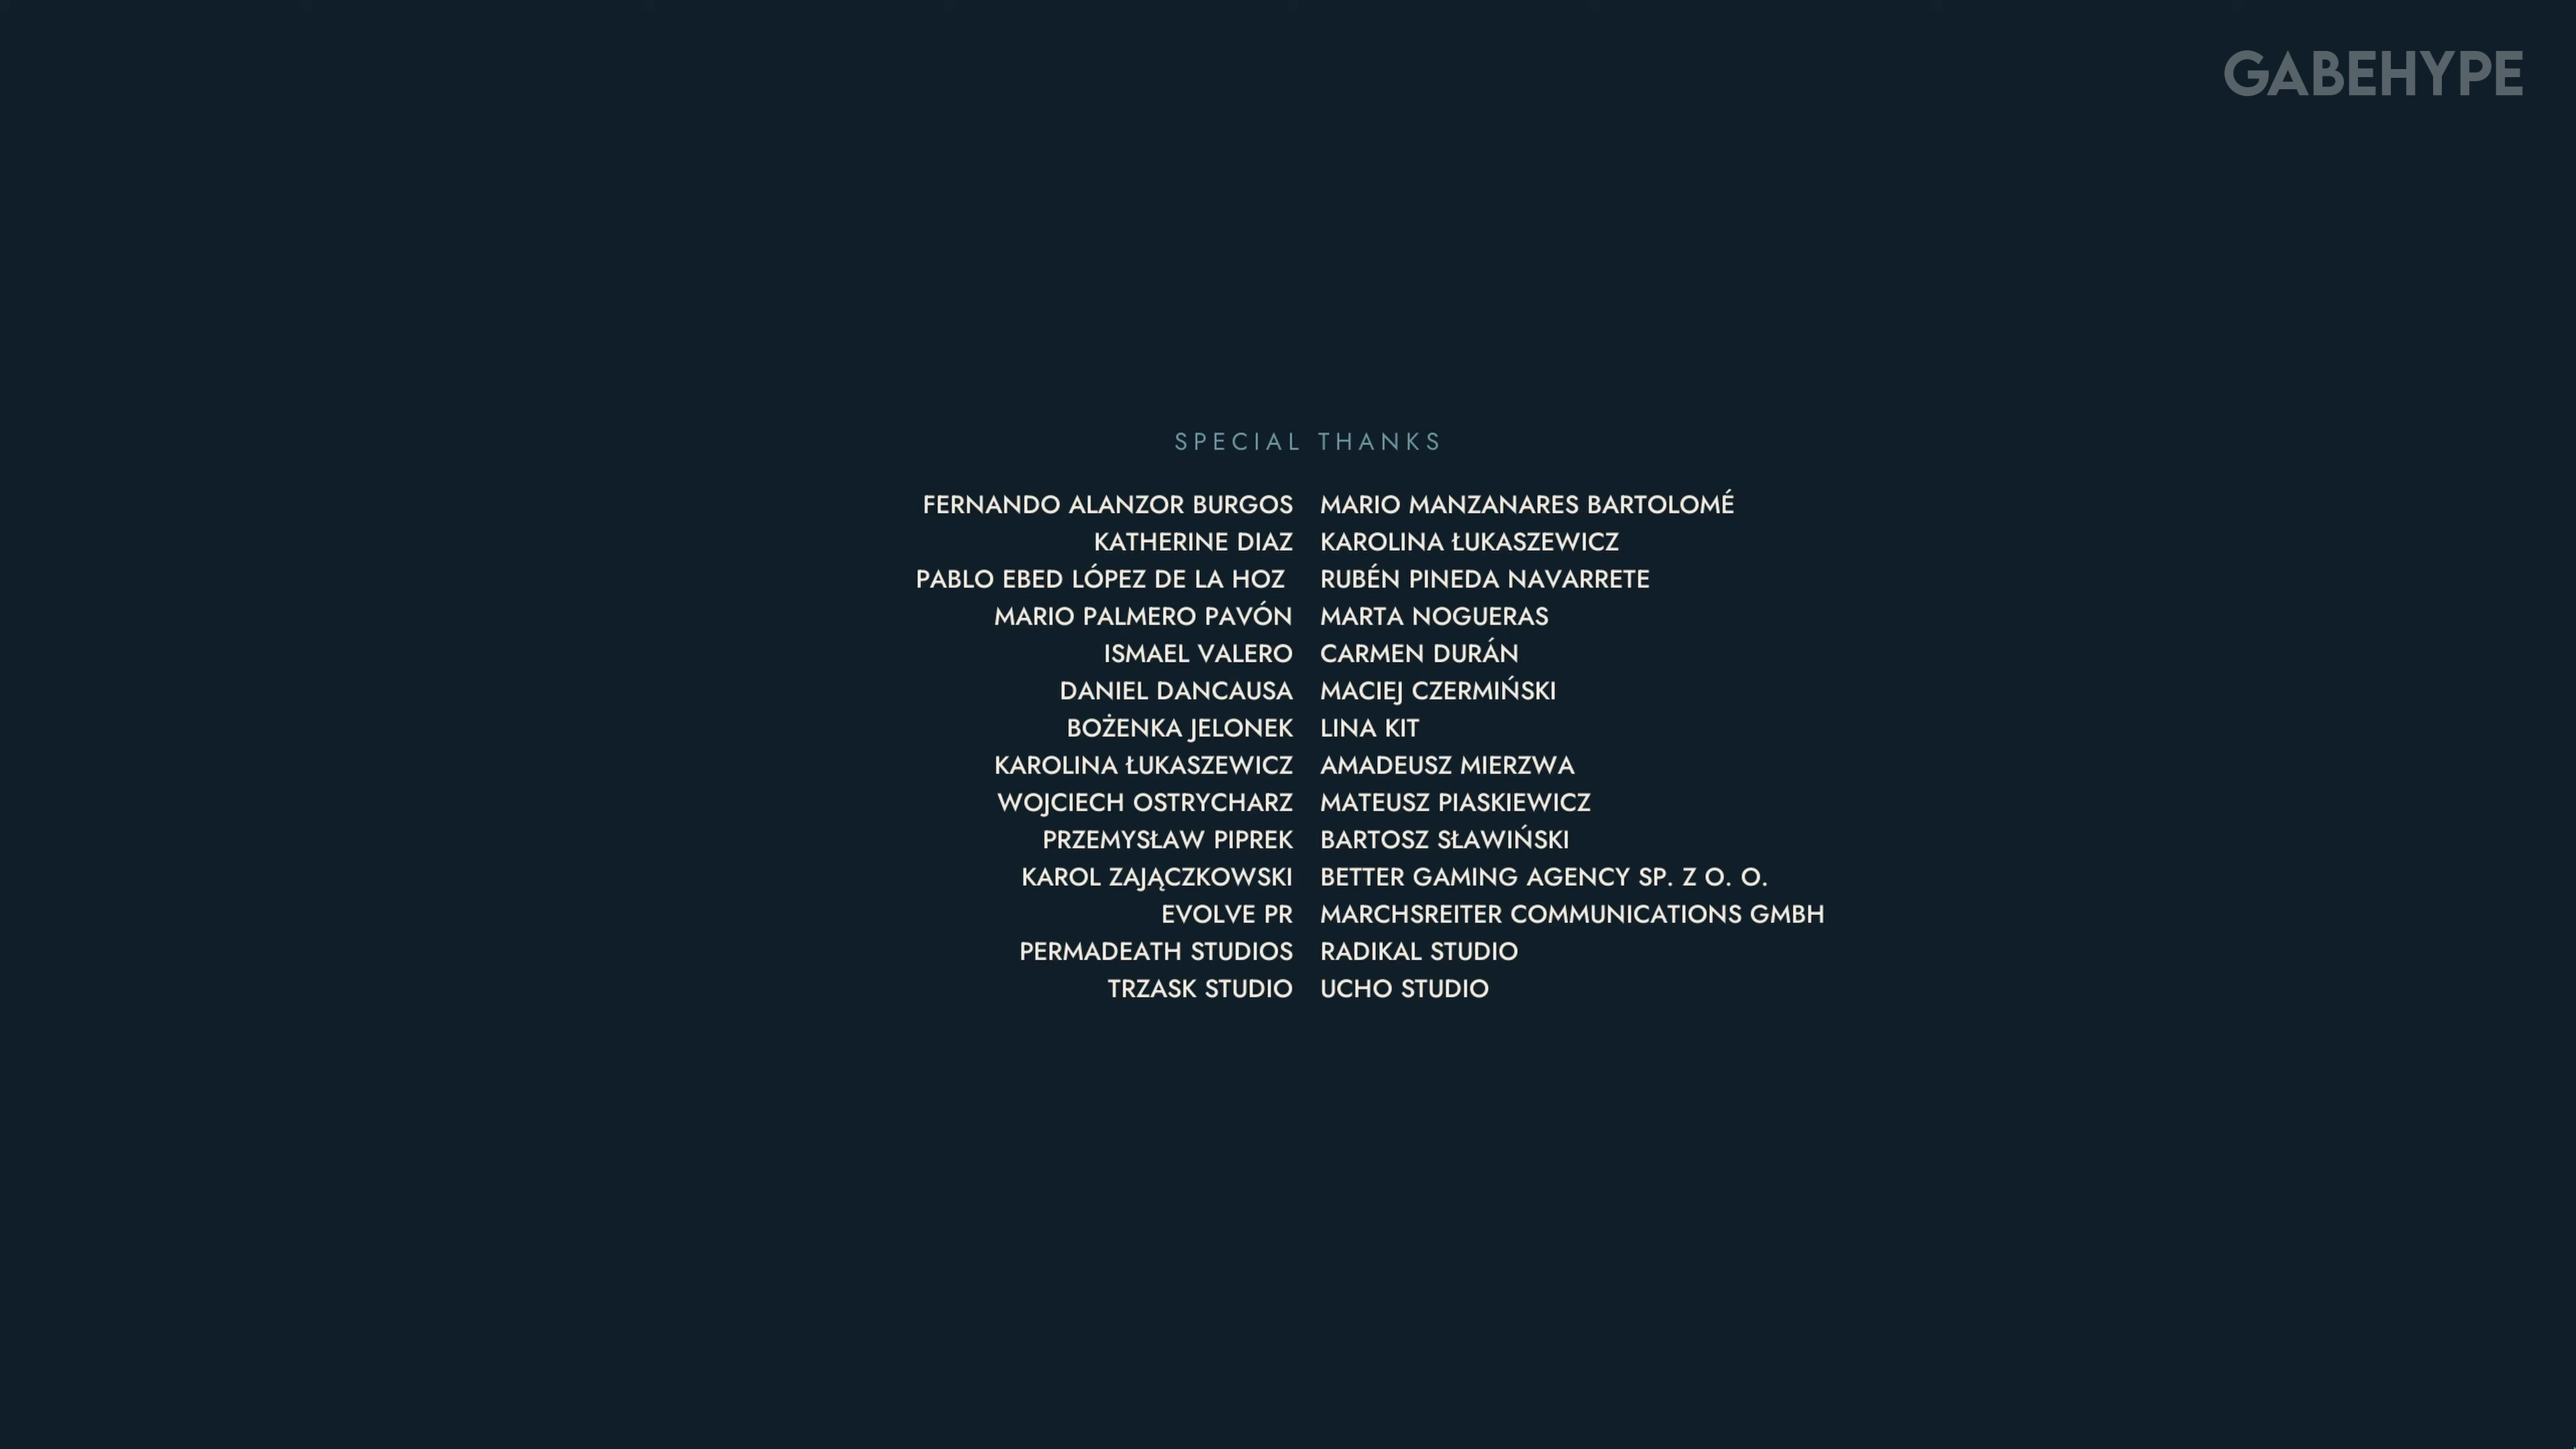 GABEHYPE
SPECIAL THANKS
FERNANDO ALANZOR BURGOS MARIO MANZANARES BARTOLOMÉ
KATHERINE DIAZ KAROLINA ŁUKASZEWICZ
PABLO EBED LÓPEZ DE LA HOZ RUBÉN PINEDA NAVARRETE
MARIO PALMERO PAVÓN MARTA NOGUERAS
ISMAEL VALERO CARMEN DURÁN
DANIEL DANCAUSA MACIEJ CZERMIŃSKI
BOŻENKA JELONEK LINA KIT
KAROLINA ŁUKASZEWICZ AMADEUSZ MIERZWA
WOJCIECH OSTRYCHARZ MATEUSZ PIASKIEWICZ
PRZEMYSŁAW PIPREK BARTOSZ SŁAWIŃSKI
KAROL ZAJĄCZKOWSKI BETTER GAMING AGENCY SP. Z O. O.
EVOLVE PR MARCHSREITER COMMUNICATIONS GMBH
PERMADEATH STUDIOS RADIKAL STUDIO
TRZASK STUDIO UCHO STUDIO